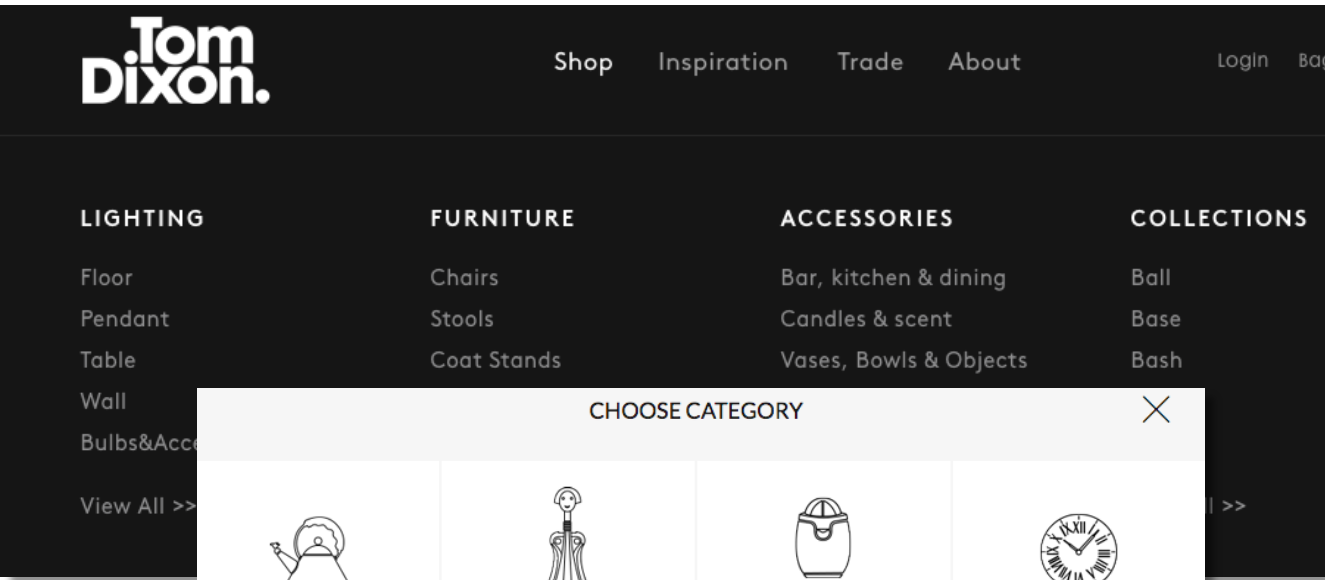 Tom
Dixon.
Shop Inspiration Trade About Login
LIGHTING FURNITURE ACCESSORIES COLLECTIONS
Floor Chairs Bar, kitchen & dining Ball
Pendant Stools Candles & scent Base
Table Coat Stands Vases, Bowls & Objects Bash
Wall
CHOOSE CATEGORY
View All >> >>